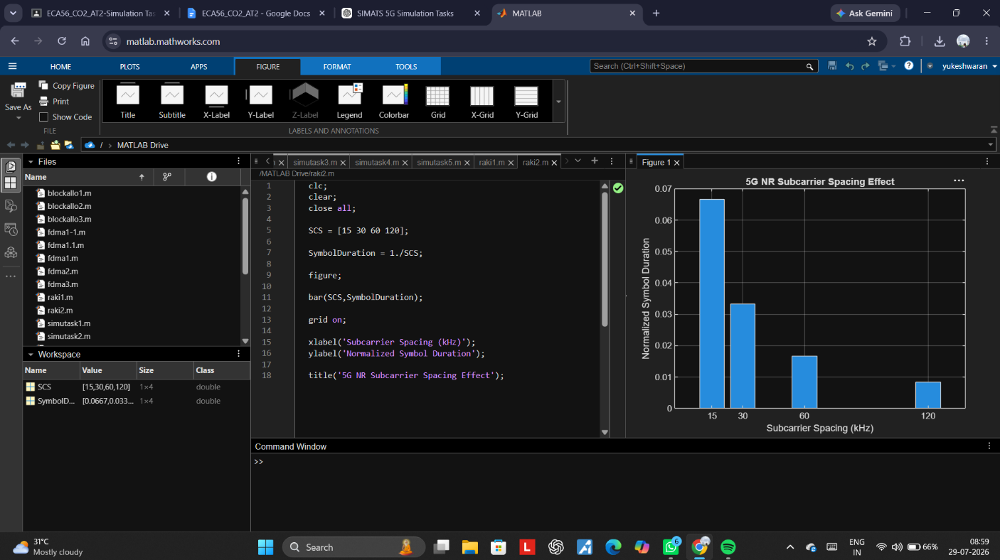 ECA56_CO2_AT2-Simulation Tas
ECA56_CO2_AT2 - Google Docs
SIMATS 5G Simulation Tasks
MATLAB
Ask Gemini
matlab.mathworks.com
HOME
PLOTS
APPS
FIGURE
FORMAT
TOOLS
Search (Ctrl+Shift+Space)
yukeshwaran
Save As
Copy Figure
Print
Show Code
FILE
Title
Subtitle
X-Label
Y-Label
Z-Label
Legend
Colorbar
Grid
X-Grid
Y-Grid
LABELS AND ANNOTATIONS
/ > MATLAB Drive
Files
Name
blockallo1.m
blockallo2.m
blockallo3.m
fdma1-1.m
fdma1.1.m
fdma1.m
fdma2.m
fdma3.m
raki1.m
raki2.m
simutask1.m
simutask2.m
Workspace
Name Value Size Class
SCS [15,30,60,120] 1×4 double
SymbolD... [0.0667,0.033... 1×4 double
simutask3.m
simutask4.m
simutask5.m
raki1.m
raki2.m
/MATLAB Drive/raki2.m
1 clc;
2 clear;
3 close all;
4
5 SCS = [15 30 60 120];
6
7 SymbolDuration = 1./SCS;
8
9 figure;
10
11 bar(SCS,SymbolDuration);
12
13 grid on;
14
15 xlabel('Subcarrier Spacing (kHz)');
16 ylabel('Normalized Symbol Duration');
17
18 title('5G NR Subcarrier Spacing Effect');
Figure 1
5G NR Subcarrier Spacing Effect
Normalized Symbol Duration
0.07
0.06
0.05
0.04
0.03
0.02
0.01
0
15 30 60 120
Subcarrier Spacing (kHz)
Command Window
>>
31°C
Mostly cloudy
Search
L
6
ENG
IN
66%
08:59
29-07-2026